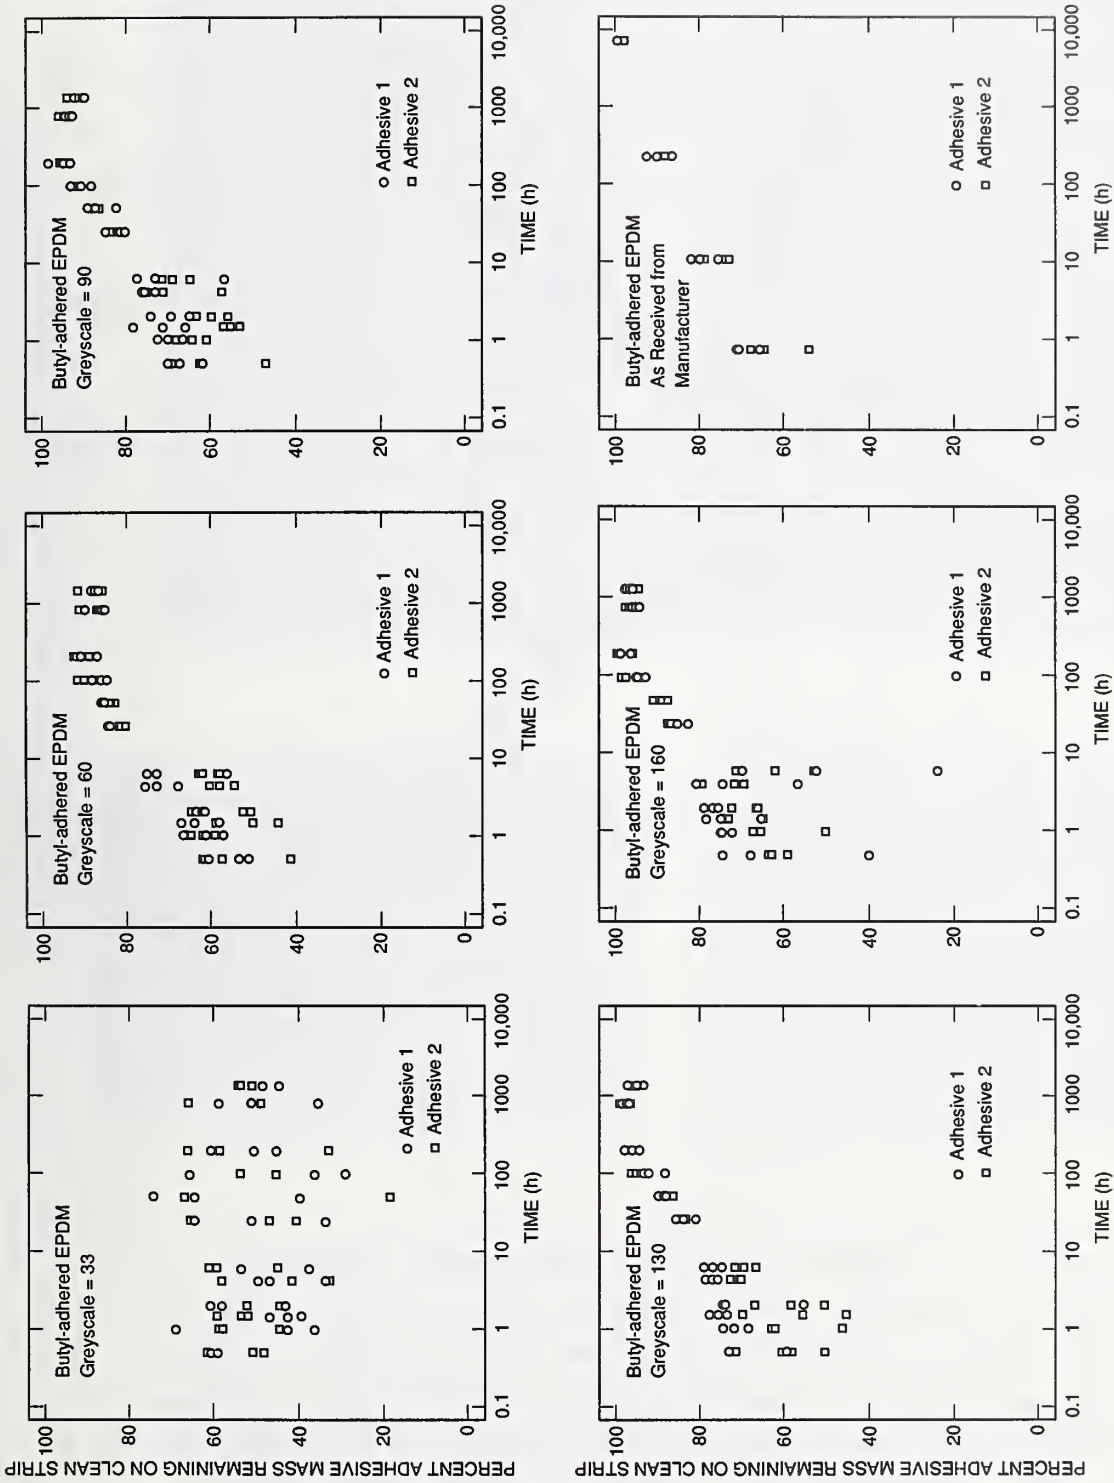 PERCENT ADHESIVE MASS REMAINING ON CLEAN STRIP
Butyl-adhered EPDM
Greyscale = 33
100
80
60
40
20
0
Adhesive 1
Adhesive 2
0.1 1 10 100 1000 10,000
TIME (h)
Butyl-adhered EPDM
Greyscale = 60
100
80
60
40
20
0
Adhesive 1
Adhesive 2
0.1 1 10 100 1000 10,000
TIME (h)
Butyl-adhered EPDM
Greyscale = 90
100
80
60
40
20
0
Adhesive 1
Adhesive 2
0.1 1 10 100 1000 10,000
TIME (h)
PERCENT ADHESIVE MASS REMAINING ON CLEAN STRIP
Butyl-adhered EPDM
Greyscale = 130
100
80
60
40
20
0
Adhesive 1
Adhesive 2
0.1 1 10 100 1000 10,000
TIME (h)
Butyl-adhered EPDM
Greyscale = 160
100
80
60
40
20
0
Adhesive 1
Adhesive 2
0.1 1 10 100 1000 10,000
TIME (h)
Butyl-adhered EPDM
As Received from
Manufacturer
100
80
60
40
20
0
Adhesive 1
Adhesive 2
0.1 1 10 100 1000 10,000
TIME (h)